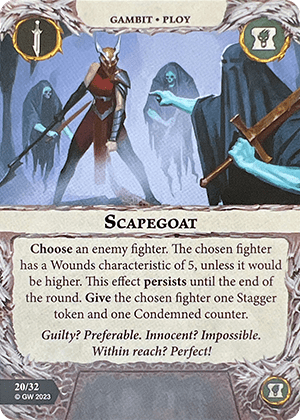 GAMBIT • PLOY
SCAPEGOAT
Choose an enemy fighter. The chosen fighter
has a Wounds characteristic of 5, unless it would
be higher. This effect persists until the end of
the round. Give the chosen fighter one Stagger
token and one Condemned counter.
Guilty? Preferable. Innocent? Impossible.
Within reach? Perfect!
20/32
© GW 2023